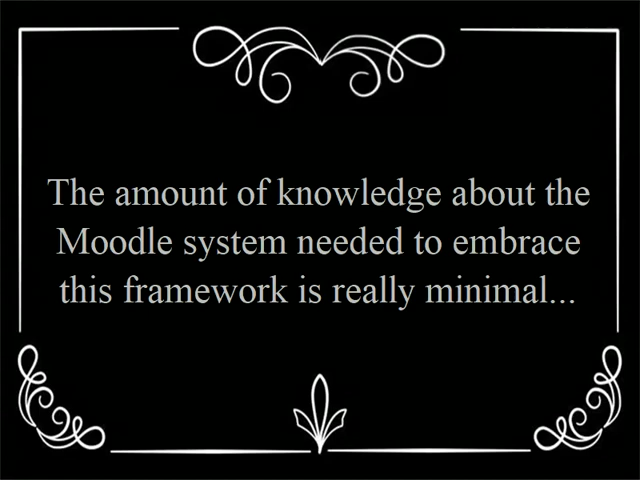 The amount of knowledge about the
Moodle system needed to embrace
this framework is really minimal...